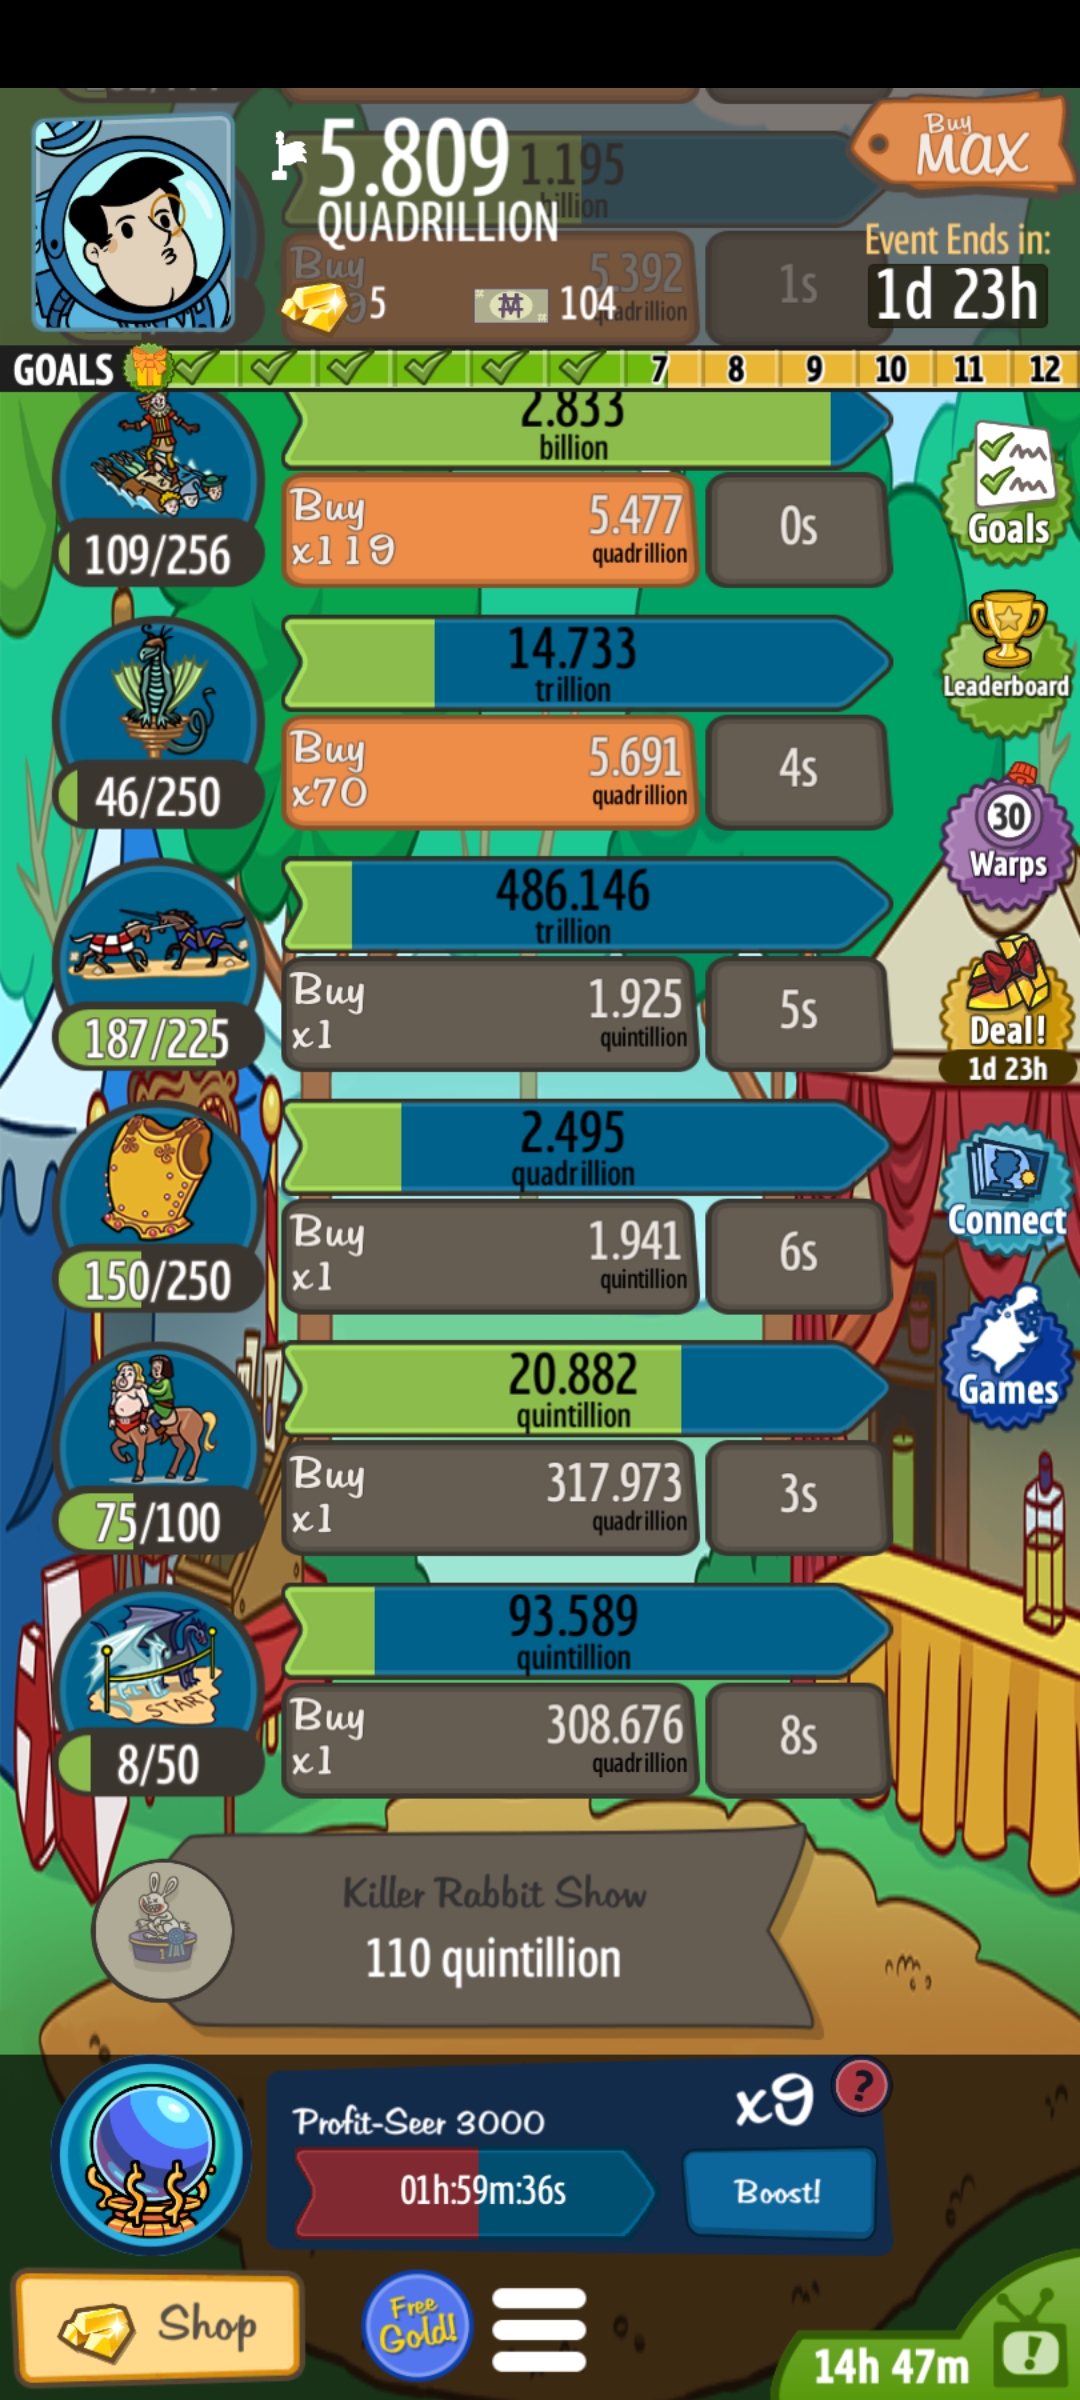 5.809
QUADRILLION
1.195
billion
Buy
MAX
Event Ends in:
1d 23h
Buy
5.392
quadrillion
1s
5
104
GOALS
7 8 9 10 11 12
2.833
billion
109/256
Buy
x119
5.477
quadrillion
0s
Goals
14.733
trillion
46/250
Buy
x70
5.691
quadrillion
4s
Leaderboard
30
Warps
486.146
trillion
187/225
Buy
x1
1.925
quintillion
5s
Deal!
1d 23h
2.495
quadrillion
150/250
Buy
x1
1.941
quintillion
6s
Connect
20.882
quintillion
75/100
Buy
x1
317.973
quadrillion
3s
Games
93.589
quintillion
START
8/50
Buy
x1
308.676
quadrillion
8s
Killer Rabbit Show
110 quintillion
1
Profit-Seer 3000
x9
?
01h:59m:36s
Boost!
Shop
Free
Gold!
14h 47m
!